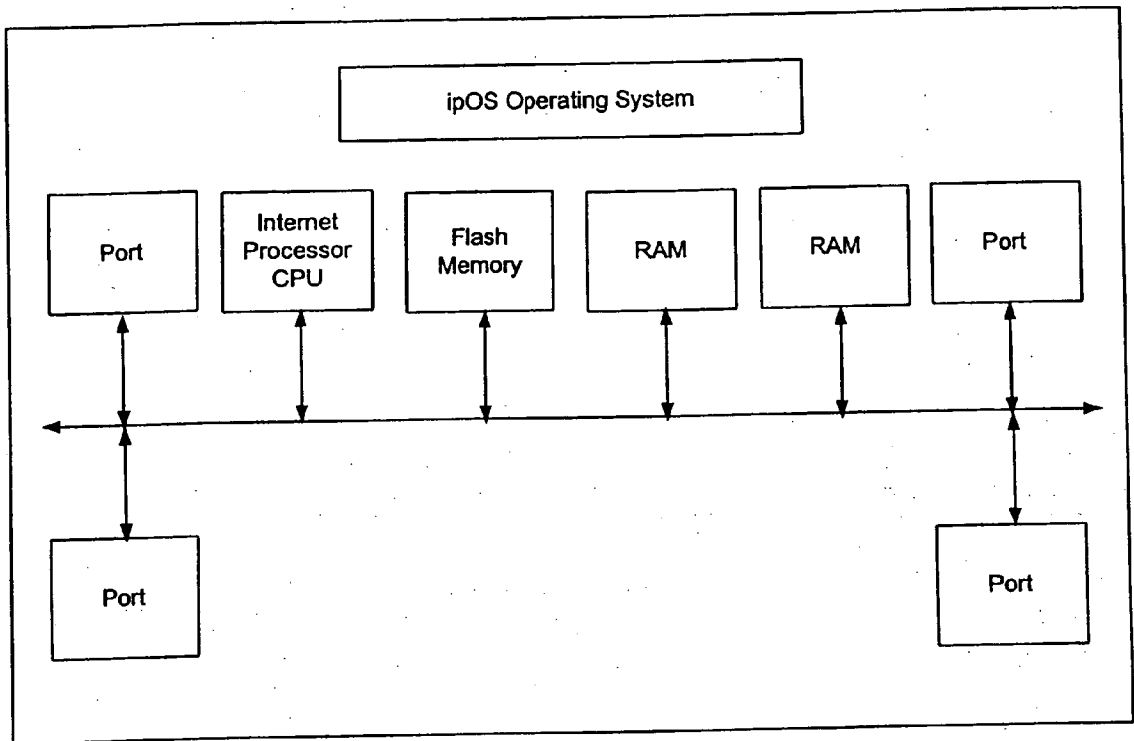 ipOS Operating System
Port
Internet
Processor
CPU
Flash
Memory
RAM
RAM
Port
Port
Port